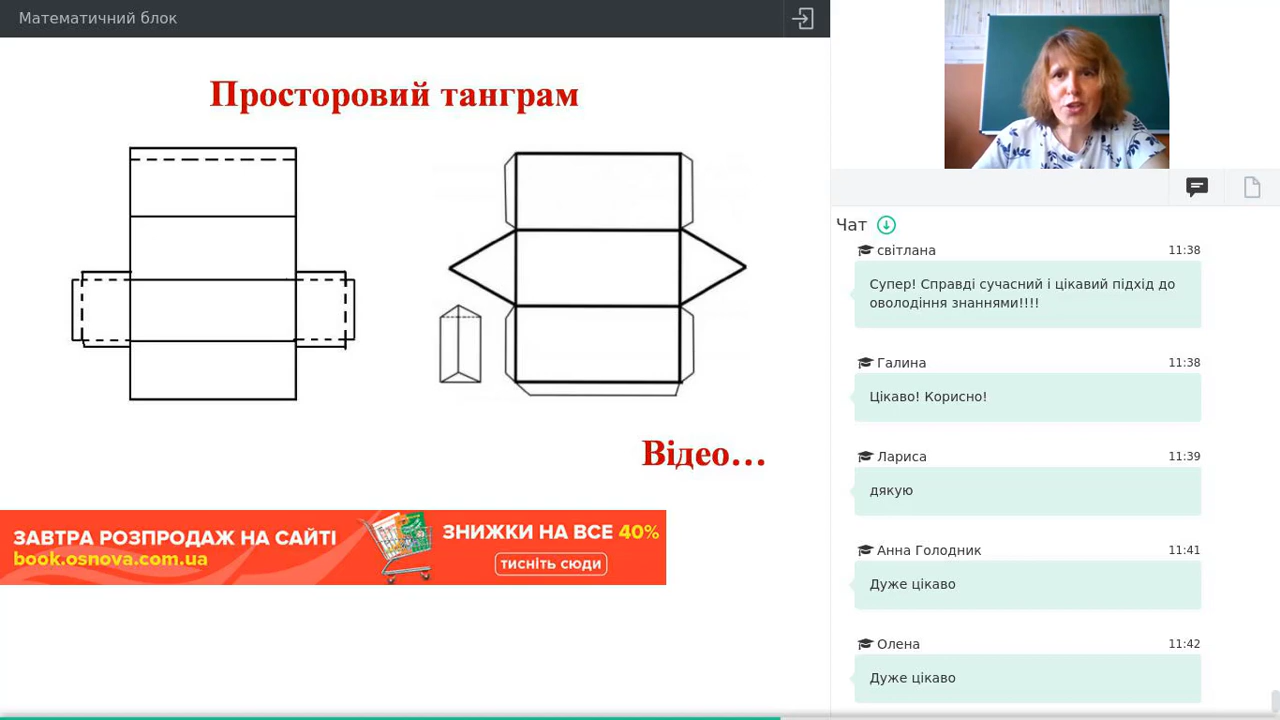 Математичний блок
Просторовий танграм
Відео...
ЗАВТРА РОЗПРОДАЖ НА САЙТІ
book.osnova.com.ua
ЗНИЖКИ НА ВСЕ 40%
тисніть сюди
Чат
світлана 11:38
Супер! Справді сучасний і цікавий підхід до
оволодіння знаннями!!!!
Галина 11:38
Цікаво! Корисно!
Лариса 11:39
дякую
Анна Голодник 11:41
Дуже цікаво
Олена 11:42
Дуже цікаво